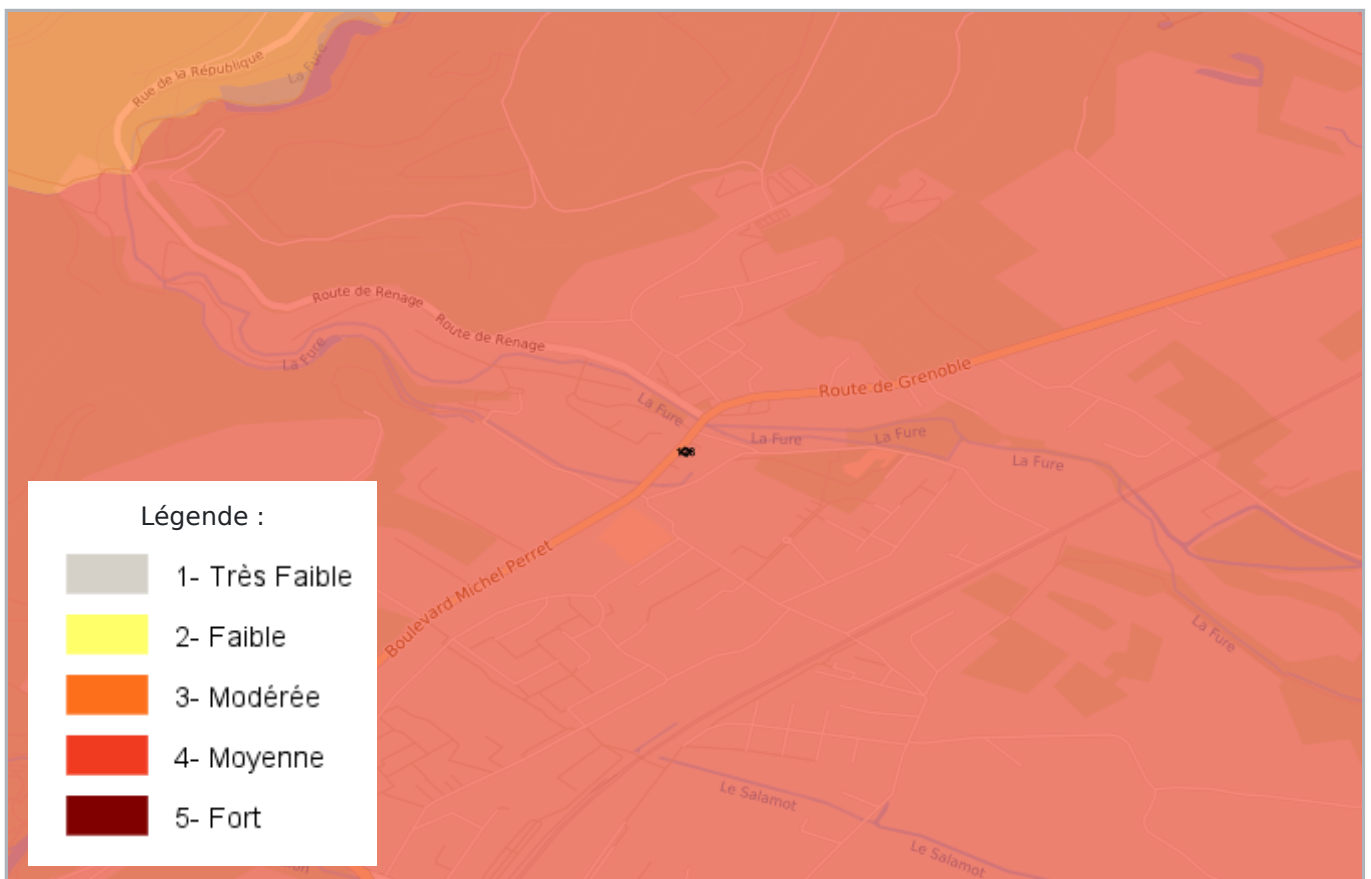 Rue de la République
La Fure
Route de Renage
Route de Renage
La Fure
Route de Grenoble
La Fure
La Fure
La Fure
La Fure
Boulevard Michel Perret
La Fure
Le Salamot
Le Salamot
Légende :
1- Très Faible
2- Faible
3- Modérée
4- Moyenne
5- Fort